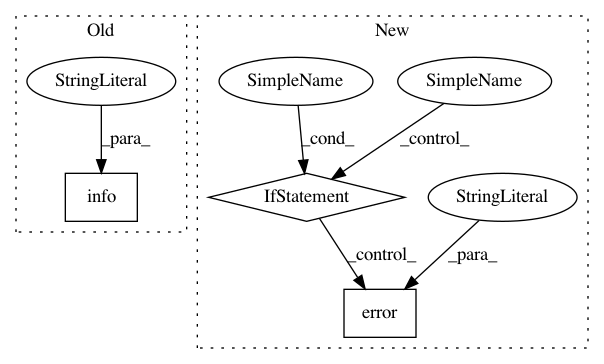 Old
New
StringLiteral
SimpleName
SimpleName
_para_
_cond_
_control_
info
IfStatement
StringLiteral
_control_
_para_
error